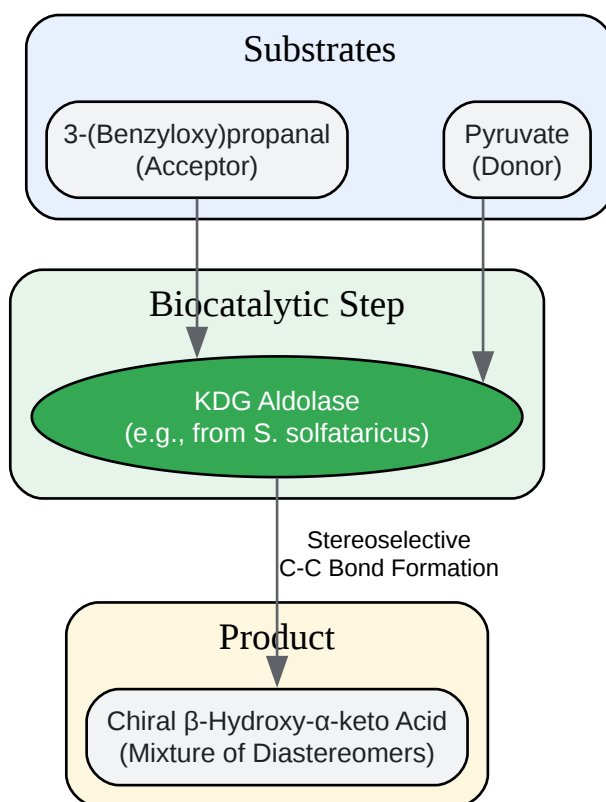 Substrates
3-(Benzyloxy)propanal
(Acceptor)
Pyruvate
(Donor)
Biocatalytic Step
KDG Aldolase
(e.g., from S. solfataricus)
Stereoselective
C-C Bond Formation
Product
Chiral β-Hydroxy-α-keto Acid
(Mixture of Diastereomers)